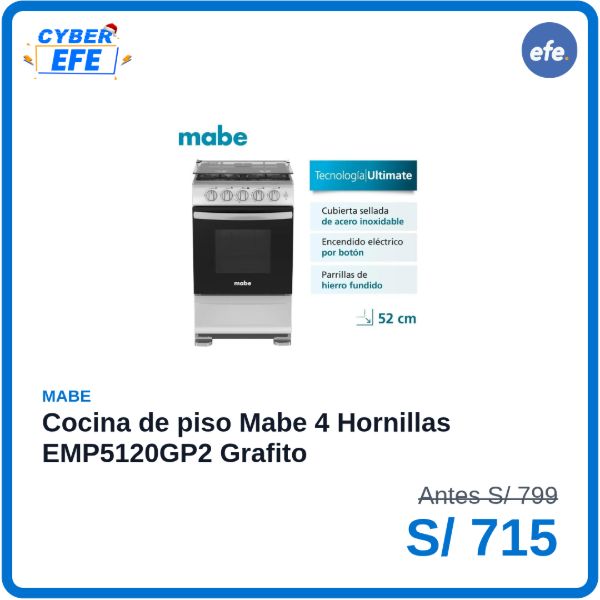 CYBER
EFE
efe.
mabe
Tecnología|Ultimate
Cubierta sellada
de acero inoxidable
Encendido eléctrico
por botón
Parrillas de
hierro fundido
mabe
52 cm
MABE
Cocina de piso Mabe 4 Hornillas
EMP5120GP2 Grafito
Antes S/ 799
S/ 715